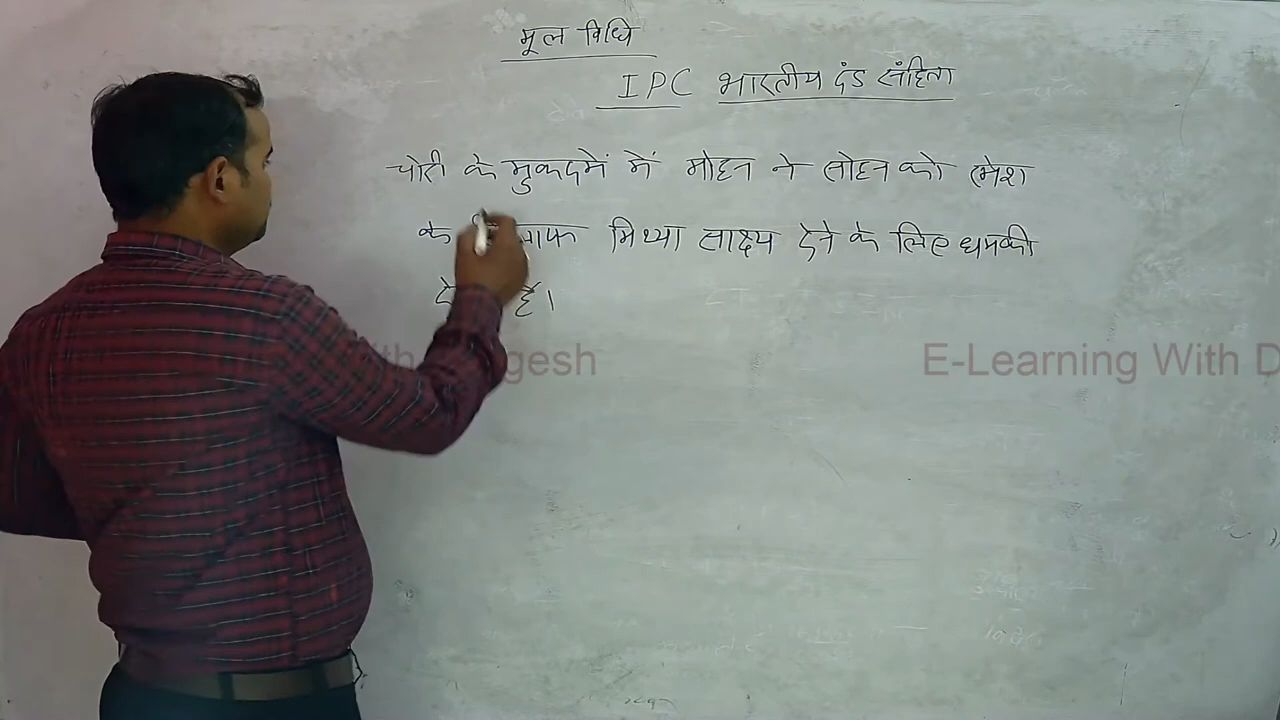 मूल विधि
IPC भारतीय दंड संहिता
चोरी के मुकदमें में मोहन ने सोहन को रमेश
के मिथ्या साक्ष्य देने के लिए धमकी
है।
E-Learning With D